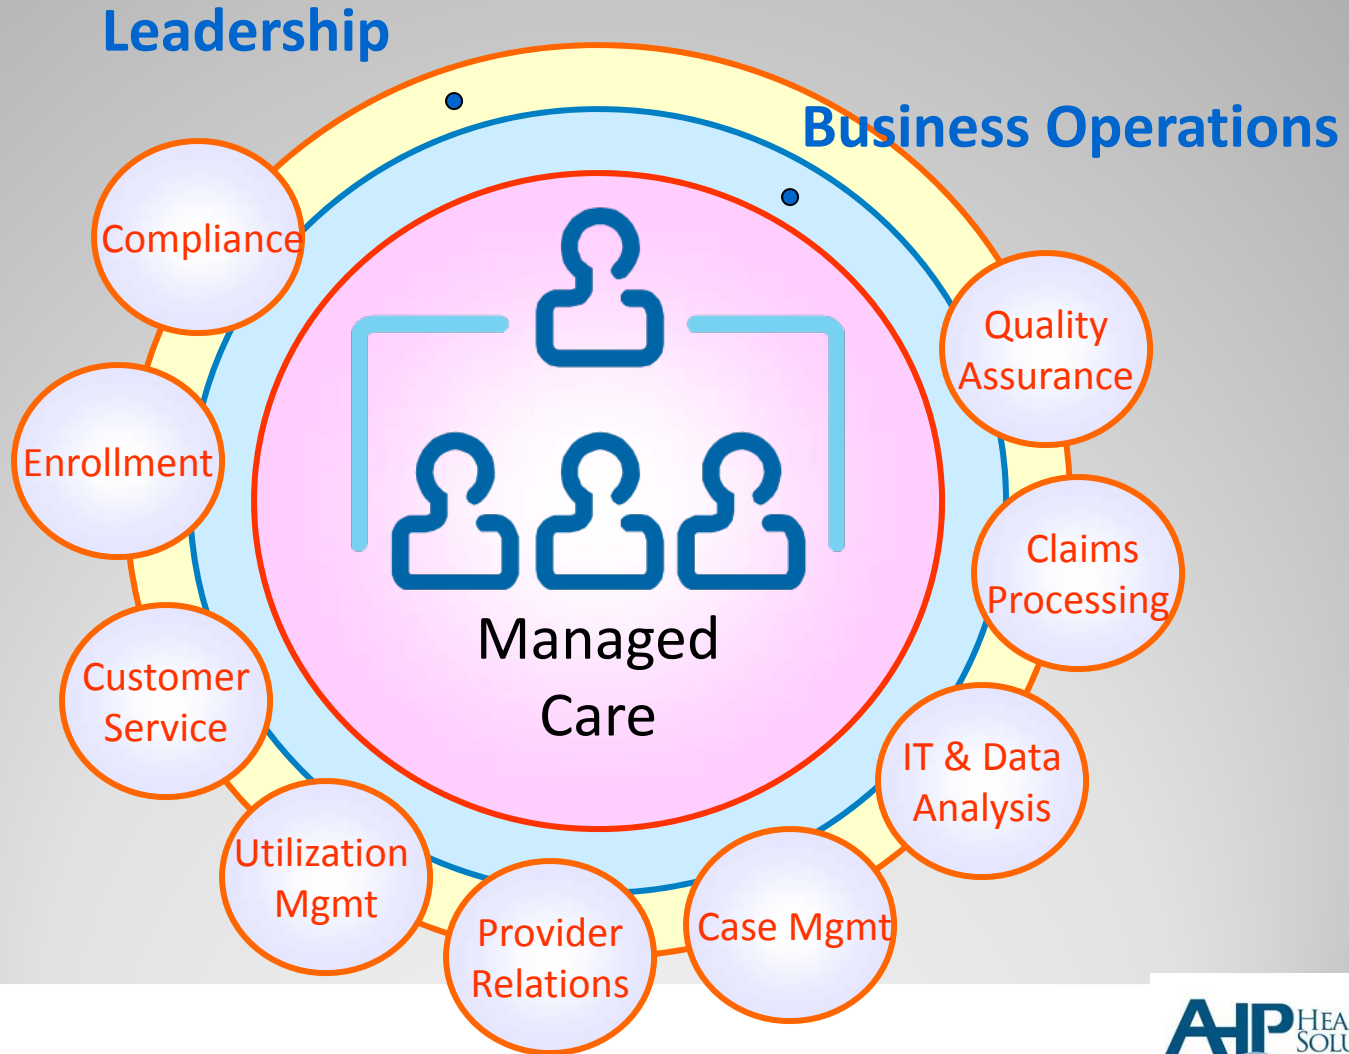 Leadership
Business Operations
Compliance
Quality
Assurance
Enrollment
Claims
Processing
Managed
Care
Customer
Service
IT & Data
Analysis
Utilization
Mgmt
Provider
Relations
Case Mgmt
AHP